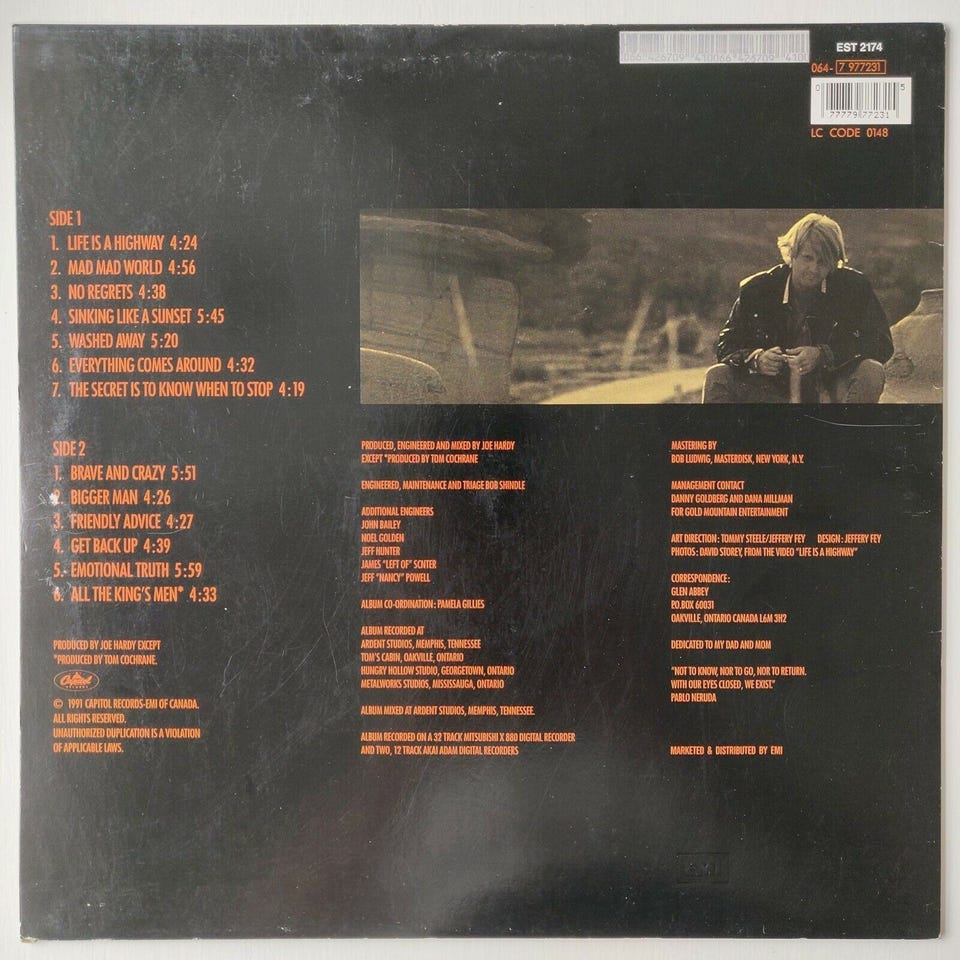 EST 2174
064- 7 977231
0 77779 77231 5
LC CODE 0148
SIDE 1
1. LIFE IS A HIGHWAY 4:24
2. MAD MAD WORLD 4:56
3. NO REGRETS 4:38
4. SINKING LIKE A SUNSET 5:45
5. WASHED AWAY 5:20
6. EVERYTHING COMES AROUND 4:32
7. THE SECRET IS TO KNOW WHEN TO STOP 4:19
SIDE 2
1. BRAVE AND CRAZY 5:51
2. BIGGER MAN 4:26
3. FRIENDLY ADVICE 4:27
4. GET BACK UP 4:39
5. EMOTIONAL TRUTH 5:59
6. ALL THE KING'S MEN* 4:33
PRODUCED BY JOE HARDY EXCEPT
*PRODUCED BY TOM COCHRANE.
Capitol
RECORDS
© 1991 CAPITOL RECORDS-EMI OF CANADA.
ALL RIGHTS RESERVED.
UNAUTHORIZED DUPLICATION IS A VIOLATION
OF APPLICABLE LAWS.
PRODUCED, ENGINEERED AND MIXED BY JOE HARDY
EXCEPT *PRODUCED BY TOM COCHRANE
ENGINEERED, MAINTENANCE AND TRIAGE BOB SHINDLE
ADDITIONAL ENGINEERS
JOHN BAILEY
NOEL GOLDEN
JEFF HUNTER
JAMES "LEFT OF" SCNTER
JEFF "NANCY" POWELL
ALBUM CO-ORDINATION: PAMELA GILLIES
ALBUM RECORDED AT
ARDENT STUDIOS, MEMPHIS, TENNESSEE
TOM'S CABIN, OAKVILLE, ONTARIO
HUNGRY HOLLOW STUDIO, GEORGETOWN, ONTARIO
METALWORKS STUDIOS, MISSISSAUGA, ONTARIO
ALBUM MIXED AT ARDENT STUDIOS, MEMPHIS, TENNESSEE.
ALBUM RECORDED ON A 32 TRACK MITSUBISHI X 880 DIGITAL RECORDER
AND TWO, 12 TRACK AKAI ADAM DIGITAL RECORDERS
MASTERING BY
BOB LUDWIG, MASTERDISK, NEW YORK, N.Y.
MANAGEMENT CONTACT
DANNY GOLDBERG AND DANA MILLMAN
FOR GOLD MOUNTAIN ENTERTAINMENT
ART DIRECTION: TOMMY STEELE/JEFFERY FEY DESIGN: JEFFERY FEY
PHOTOS: DAVID STOREY, FROM THE VIDEO "LIFE IS A HIGHWAY"
CORRESPONDENCE:
GLEN ABBEY
P.O.BOX 60031
OAKVILLE, ONTARIO CANADA L6M 3H2
DEDICATED TO MY DAD AND MOM
"NOT TO KNOW, NOR TO GO, NOR TO RETURN.
WITH OUR EYES CLOSED, WE EXIST."
PABLO NERUDA
MARKETED & DISTRIBUTED BY EMI